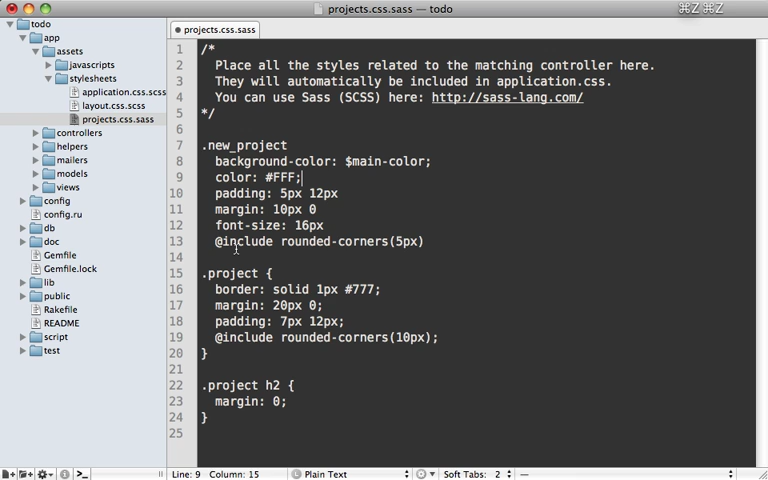 projects.css.sass — todo
⌘Z ⌘Z
todo
app
assets
javascripts
stylesheets
application.css.scss
layout.css.scss
projects.css.sass
controllers
helpers
mailers
models
views
config
config.ru
db
doc
Gemfile
Gemfile.lock
lib
public
Rakefile
README
script
test
projects.css.sass
1 /*
2 Place all the styles related to the matching controller here.
3 They will automatically be included in application.css.
4 You can use Sass (SCSS) here: http://sass-lang.com/
5 */
6
7 .new_project
8 background-color: $main-color;
9 color: #FFF;
10 padding: 5px 12px
11 margin: 10px 0
12 font-size: 16px
13 @include rounded-corners(5px)
14
15 .project {
16 border: solid 1px #777;
17 margin: 20px 0;
18 padding: 7px 12px;
19 @include rounded-corners(10px);
20 }
21
22 .project h2 {
23 margin: 0;
24 }
25
Line: 9 Column: 15 Plain Text Soft Tabs: 2 —